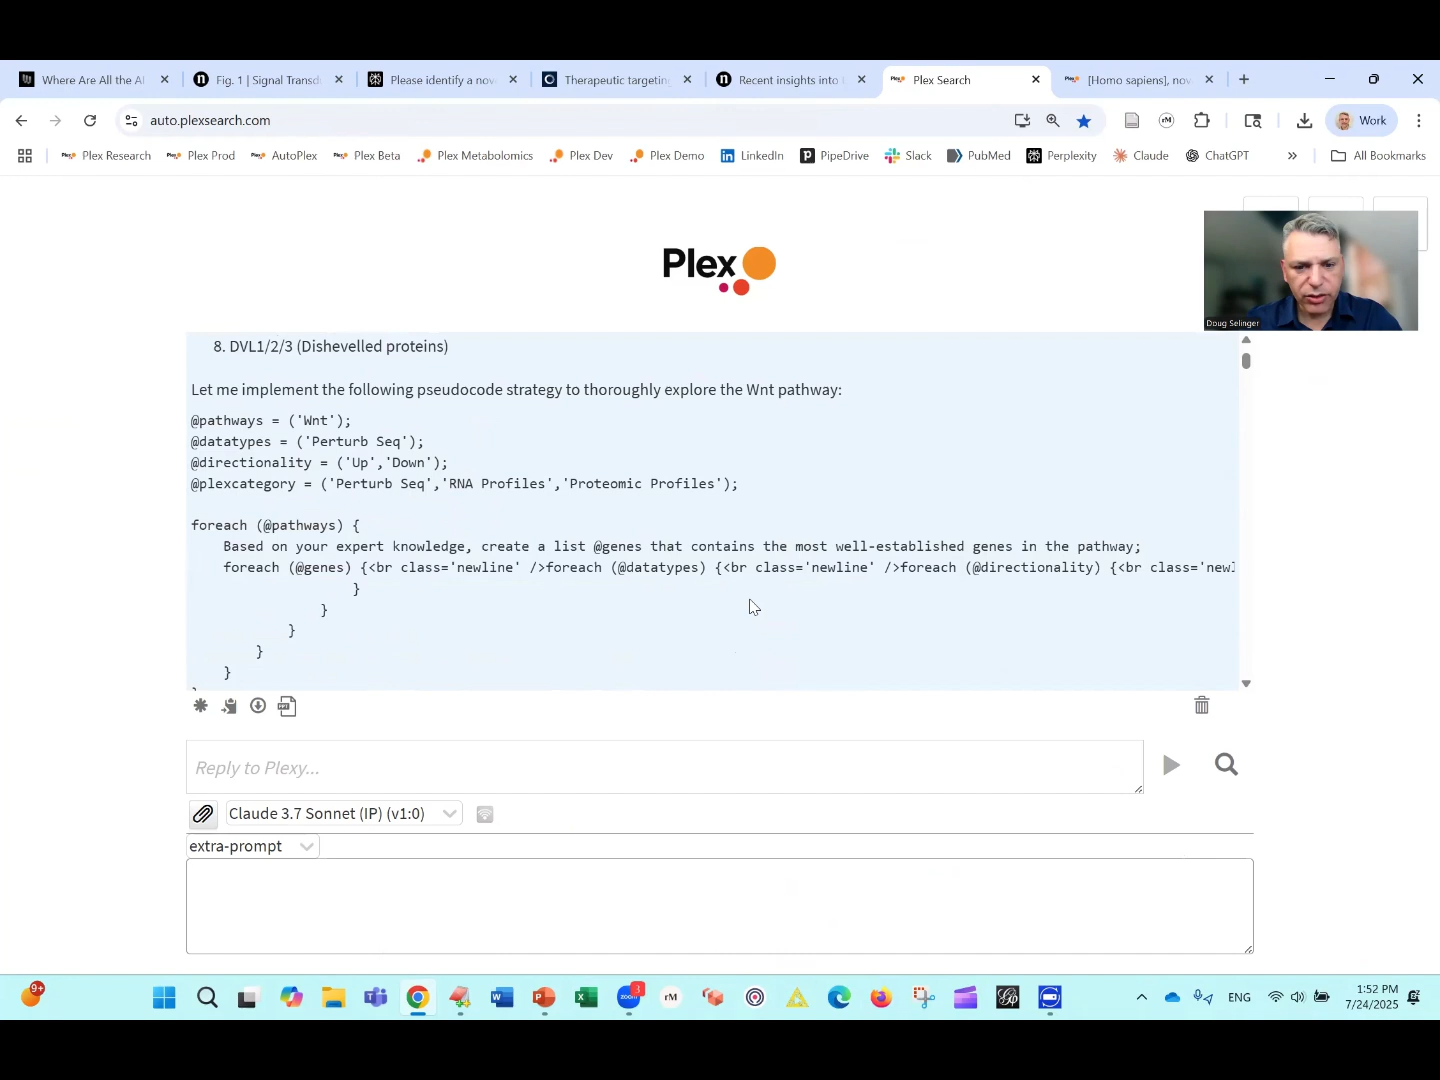 Where Are All the A
Fig. 1 | Signal Transdu
Please identify a nove
Therapeutic targeting
Recent insights into
Plex Search
[Homo sapiens], nov
auto.plexsearch.com
Work
Plex Research
Plex Prod
AutoPlex
Plex Beta
Plex Metabolomics
Plex Dev
Plex Demo
LinkedIn
PipeDrive
Slack
PubMed
Perplexity
Claude
ChatGPT
All Bookmarks
Plex
Doug Selinger
8. DVL1/2/3 (Dishevelled proteins)
Let me implement the following pseudocode strategy to thoroughly explore the Wnt pathway:
@pathways = ('Wnt');
@datatypes = ('Perturb Seq');
@directionality = ('Up','Down');
@plexcategory = ('Perturb Seq','RNA Profiles','Proteomic Profiles');
foreach (@pathways) {
Based on your expert knowledge, create a list @genes that contains the most well-established genes in the pathway;
foreach (@genes) {<br class='newline' />foreach (@datatypes) {<br class='newline' />foreach (@directionality) {<br class='newl
}
}
}
}
}
Reply to Plexy...
Claude 3.7 Sonnet (IP) (v1:0)
extra-prompt
9+
W
P
X
zoom
3
rM
ENG
1:52 PM
7/24/2025